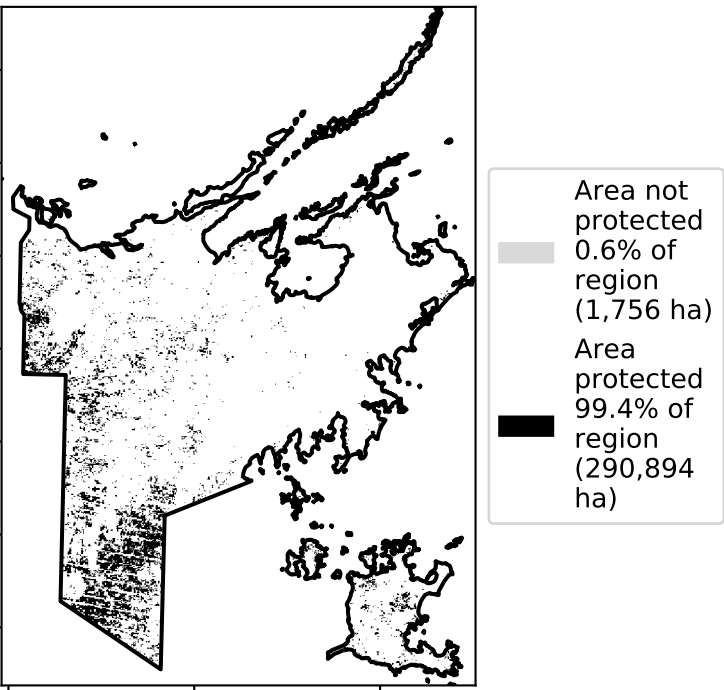 Area not
protected
0.6% of
region
(1,756 ha)
Area
protected
99.4% of
region
(290,894
ha)